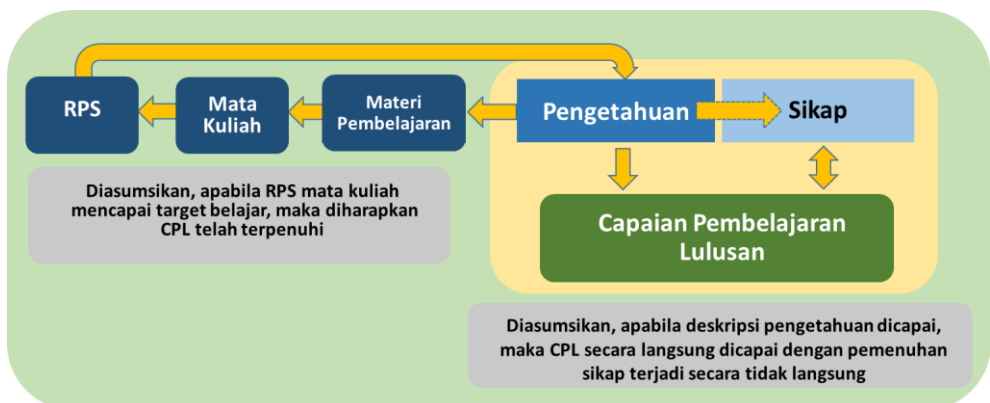 RPS
Mata
Kuliah
Materi
Pembelajaran
Pengetahuan
Sikap
Diasumsikan, apabila RPS mata kuliah
mencapai target belajar, maka diharapkan
CPL telah terpenuhi
Capaian Pembelajaran
Lulusan
Diasumsikan, apabila deskripsi pengetahuan dicapai,
maka CPL secara langsung dicapai dengan pemenuhan
sikap terjadi secara tidak langsung